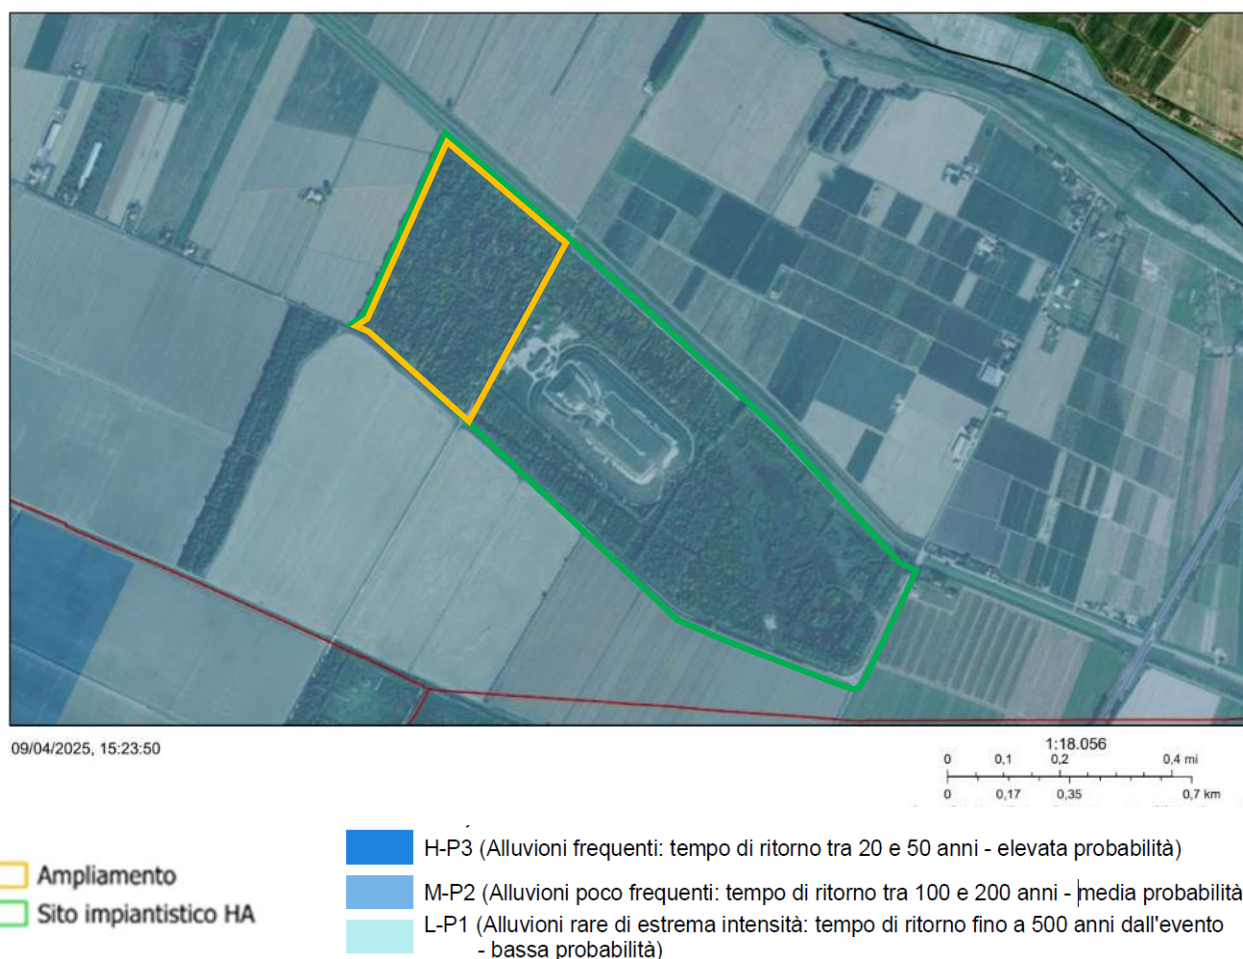 09/04/2025, 15:23:50
1:18.056
0 0,1 0,2 0,4 mi
0 0,17 0,35 0,7 km
Ampliamento
Sito impiantistico HA
H-P3 (Alluvioni frequenti: tempo di ritorno tra 20 e 50 anni - elevata probabilità)
M-P2 (Alluvioni poco frequenti: tempo di ritorno tra 100 e 200 anni - media probabilità
L-P1 (Alluvioni rare di estrema intensità: tempo di ritorno fino a 500 anni dall'evento
- bassa probabilità)